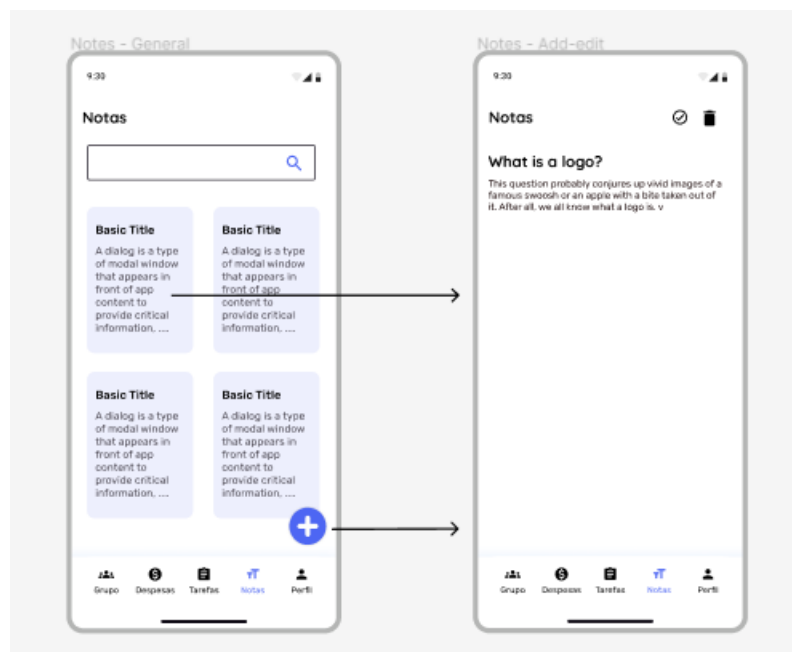 Notes - General
9:30
Notas
Basic Title
A dialog is a type
of modal window
that appears in
front of app
content to
provide critical
information, ....
Basic Title
A dialog is a type
of modal window
that appears in
front of app
content to
provide critical
information, ....
Basic Title
A dialog is a type
of modal window
that appears in
front of app
content to
provide critical
information, ....
Basic Title
A dialog is a type
of modal window
that appears in
front of app
content to
provide critical
information, ....
Grupo Despesas Tarefas Notas Perfil
Notes - Add-edit
9:30
Notas
What is a logo?
This question probably conjures up vivid images of a
famous swoosh or an apple with a bite taken out of
it. After all, we all know what a logo is. v
Grupo Despesas Tarefas Notas Perfil